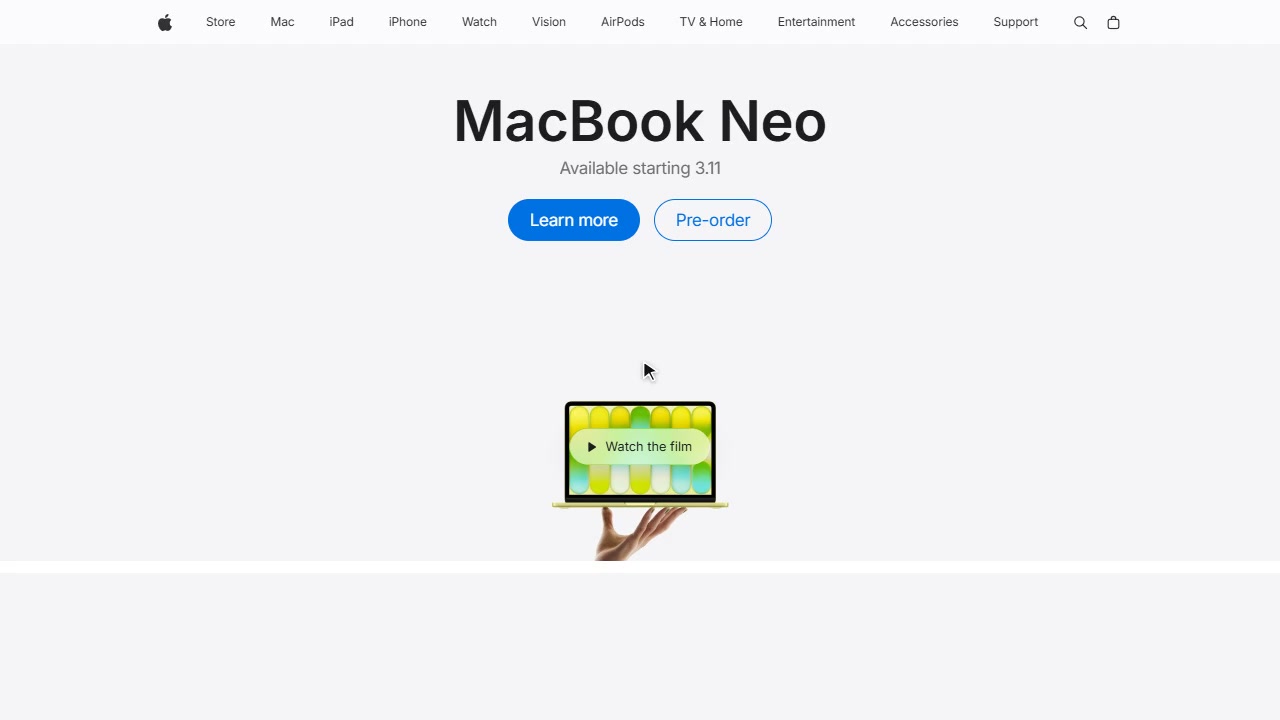 Store Mac iPad iPhone Watch Vision AirPods TV & Home Entertainment Accessories Support
MacBook Neo
Available starting 3.11
Learn more Pre-order
Watch the film